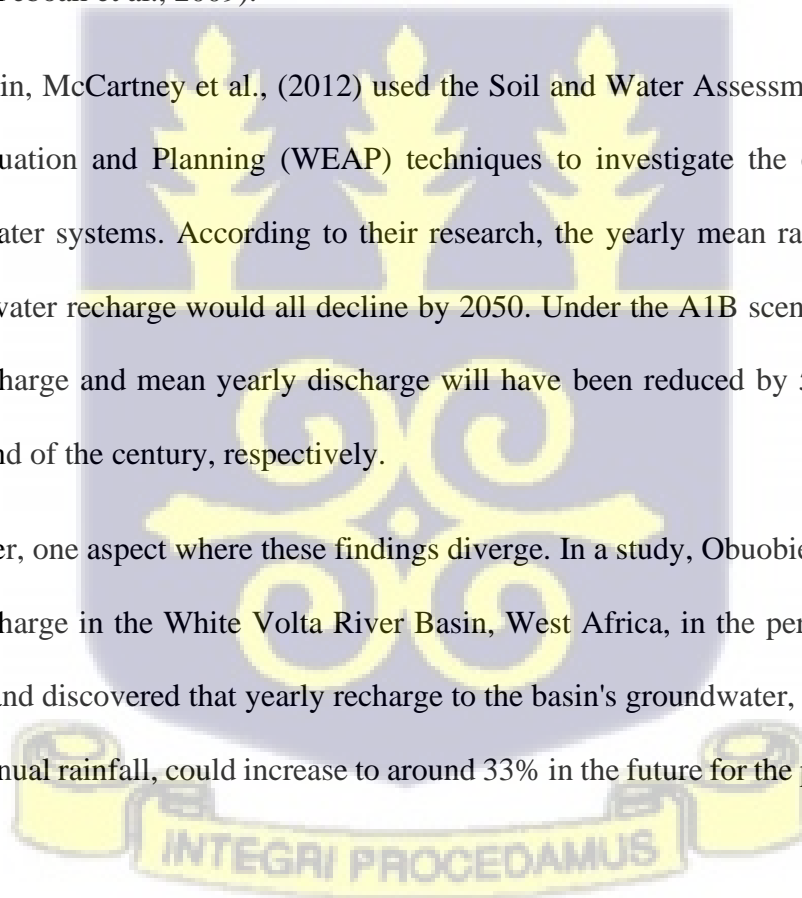 et al., 2009).
in, McCartney et al., (2012) used the Soil and Water Assessm
uation and Planning (WEAP) techniques to investigate the
ater systems. According to their research, the yearly mean ra
water recharge would all decline by 2050. Under the A1B scen
harge and mean yearly discharge will have been reduced by
nd of the century, respectively.
er, one aspect where these findings diverge. In a study, Obuobie
harge in the White Volta River Basin, West Africa, in the per
and discovered that yearly recharge to the basin's groundwater,
nual rainfall, could increase to around 33% in the future for the
INTEGRI PROCEDAMUS